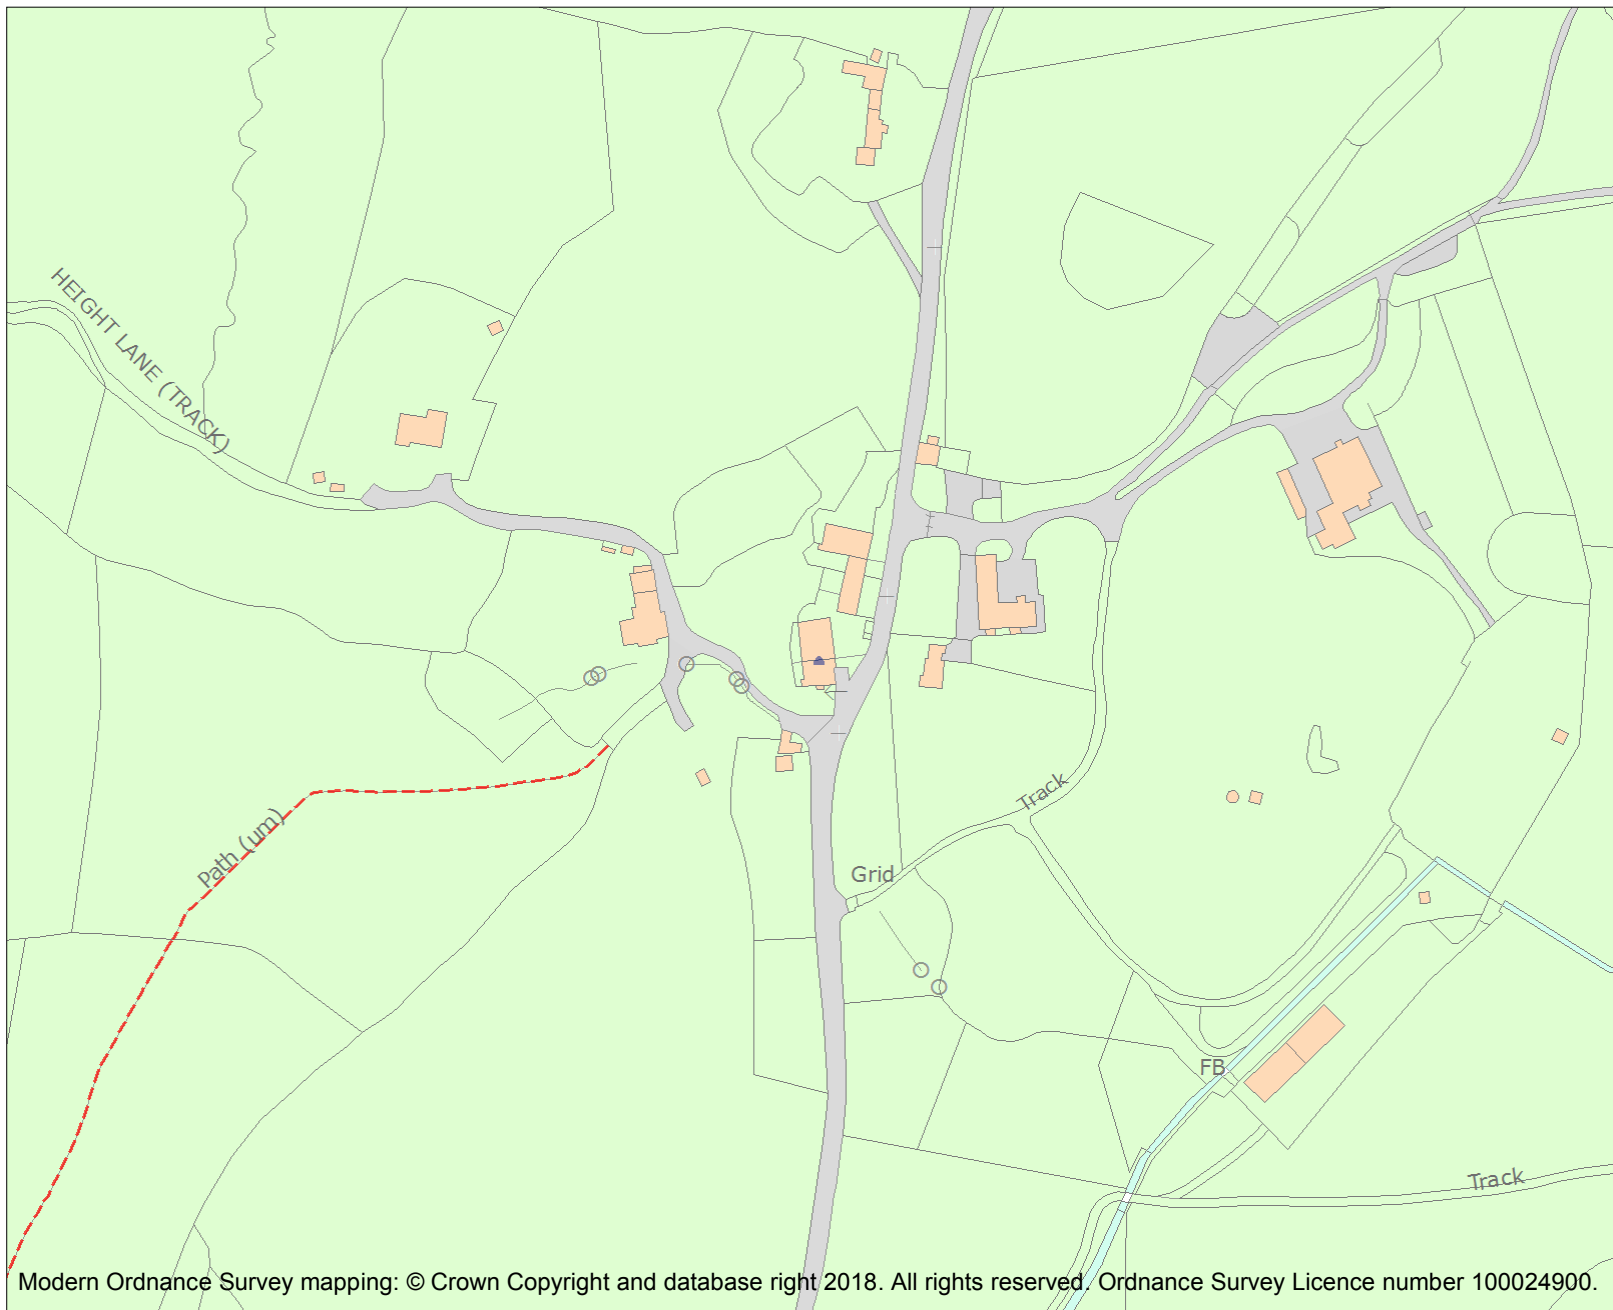 HEIGHT LANE (TRACK)
Track
Path (um)
Grid
FB
Track
Modern Ordnance Survey mapping: © Crown Copyright and database right 2018. All rights reserved. Ordnance Survey Licence number 100024900.